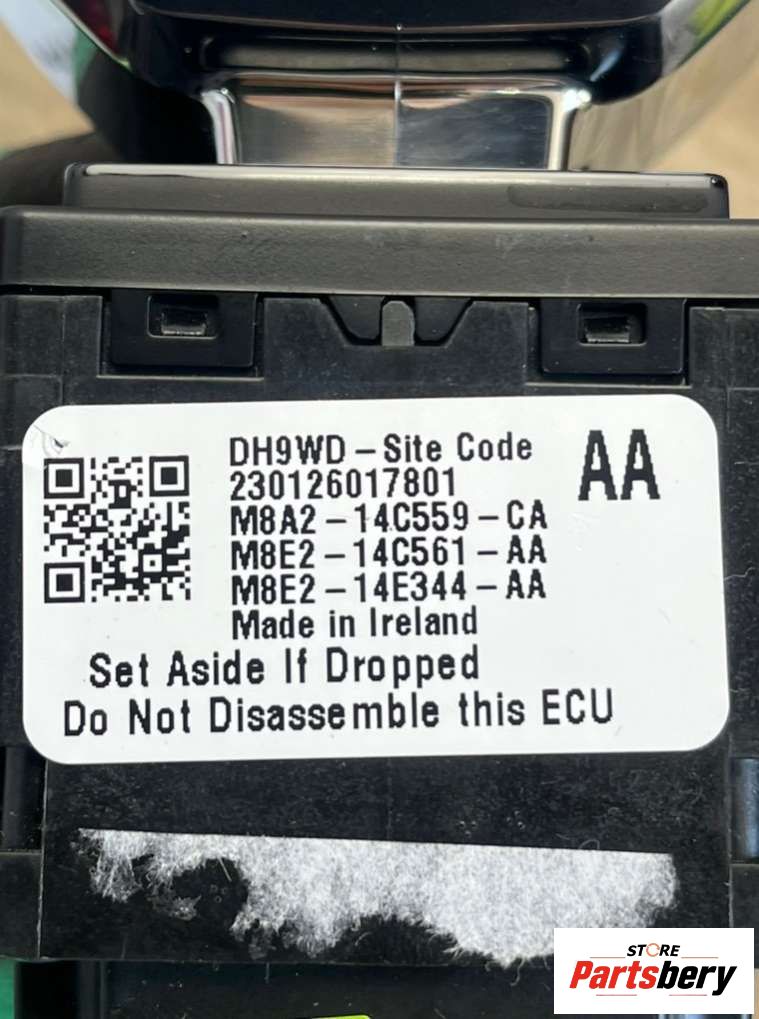 DH9WD-Site Code
AA
230126017801
M8A2-14C559-CA
M8E2-14C561-AA
M8E2-14E344-AA
Made in Ireland
Set Aside If Dropped
Do Not Disassemble this ECU
STORE
Partsbery